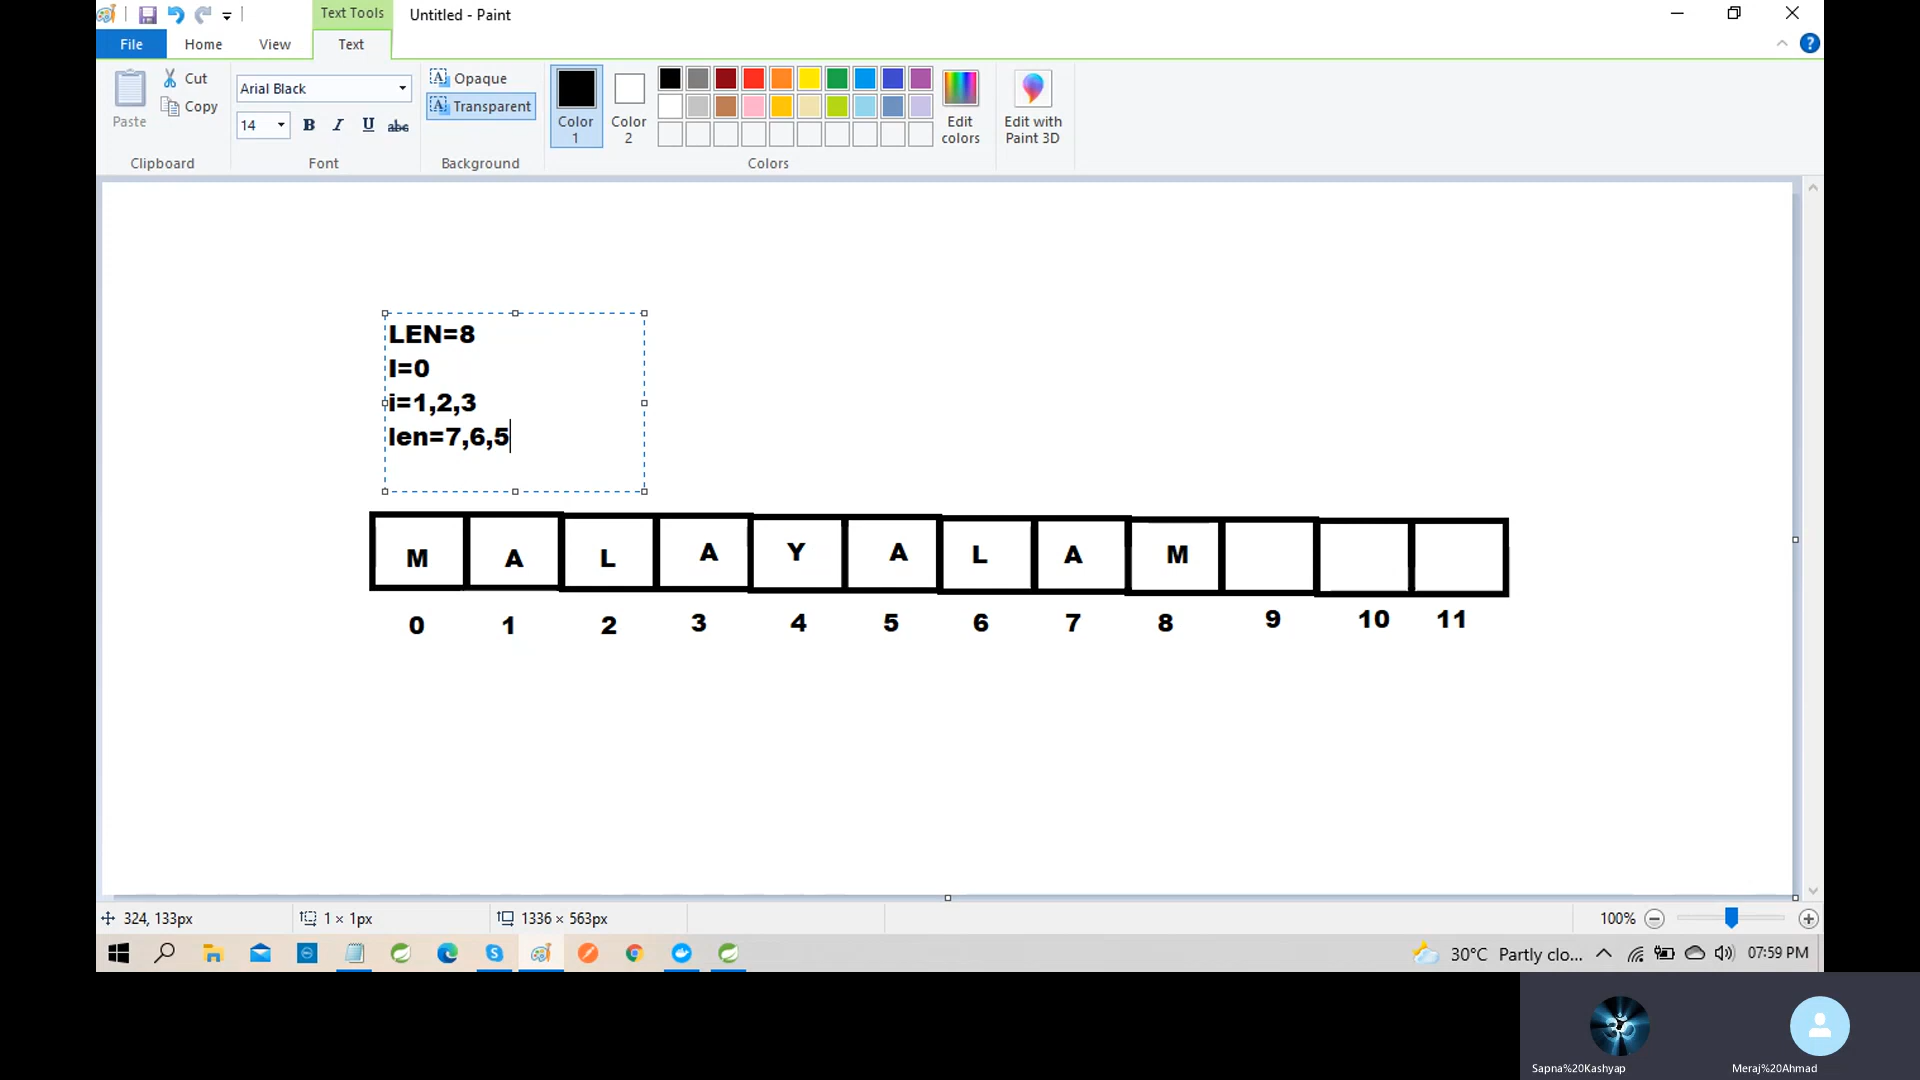 Text Tools
Untitled - Paint
File
Home
View
Text
Paste
Cut
Copy
Clipboard
Arial Black
14
B I U abc
Font
A Opaque
A Transparent
Background
Color 1
Color 2
Edit colors
Colors
Edit with Paint 3D
LEN=8
I=0
i=1,2,3
len=7,6,5
M A L A Y A L A M
0 1 2 3 4 5 6 7 8 9 10 11
324, 133px
1 × 1px
1336 × 563px
100%
30°C Partly clo...
07:59 PM
Sapna%20Kashyap
Meraj%20Ahmad